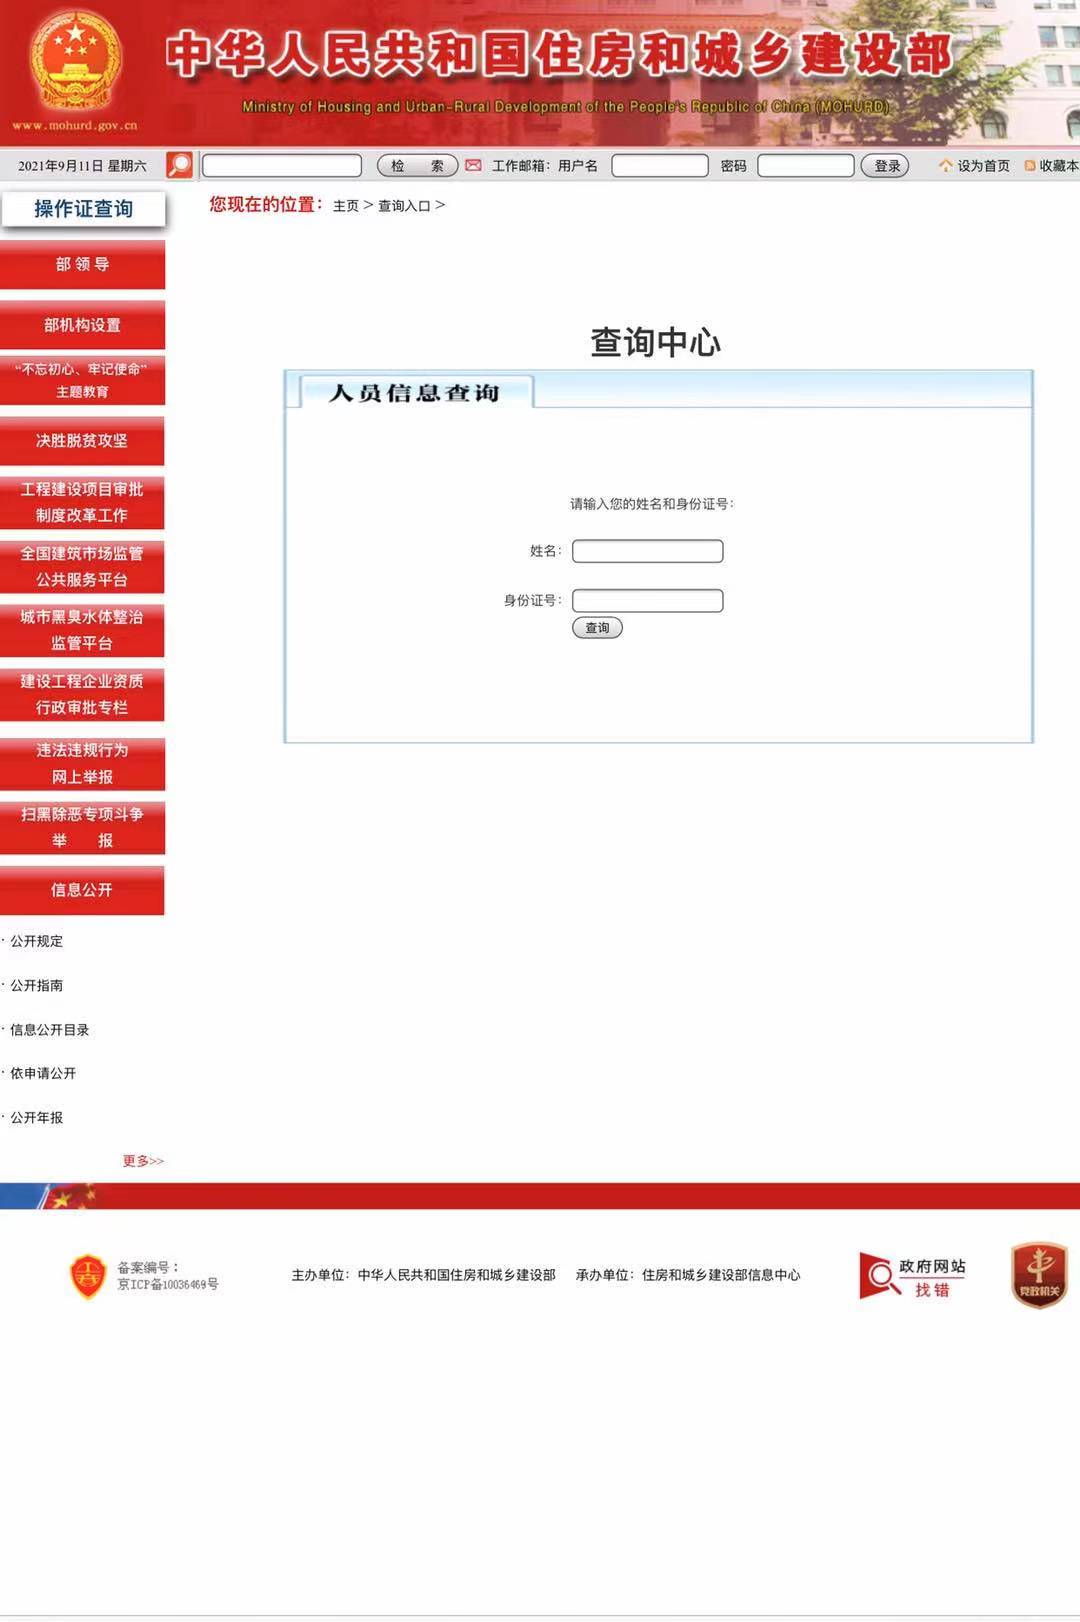 中华人民共和国住房和城乡建设部
Ministry of Housing and Urban-Rural Development of the People's Republic of China (MOHURD)
www.mohurd.gov.cn
2021年9月11日 星期六 检 索 工作邮箱：用户名 密码 登录 设为首页 收藏本
操作证查询
您现在的位置： 主页 > 查询入口 >
部 领 导
部机构设置
“不忘初心、牢记使命”
主题教育
决胜脱贫攻坚
工程建设项目审批
制度改革工作
全国建筑市场监管
公共服务平台
城市黑臭水体整治
监管平台
建设工程企业资质
行政审批专栏
违法违规行为
网上举报
扫黑除恶专项斗争
举 报
信息公开
· 公开规定
· 公开指南
· 信息公开目录
· 依申请公开
· 公开年报
更多>>
查询中心
人员信息查询
请输入您的姓名和身份证号：
姓名：
身份证号：
查询
备案编号：
京ICP备10036469号
主办单位：中华人民共和国住房和城乡建设部 承办单位：住房和城乡建设部信息中心
政府网站
找错
党政机关